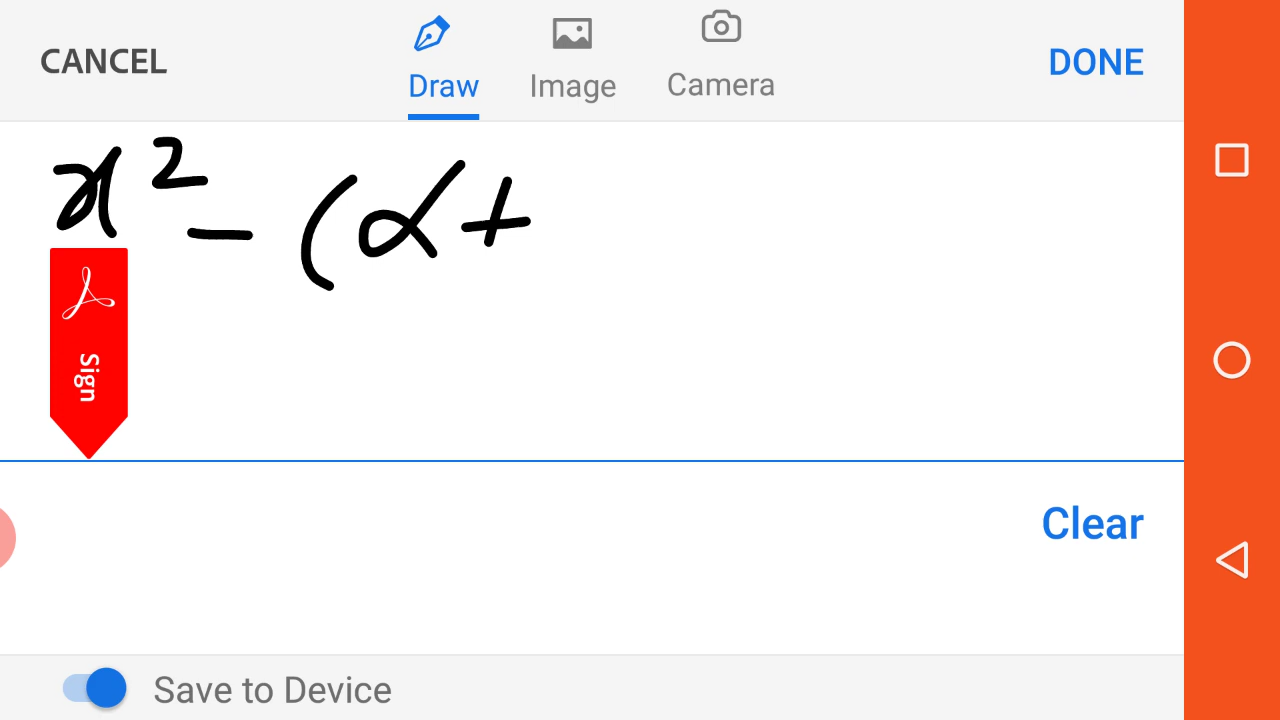 CANCEL Draw Image Camera DONE
x² - (α +
Sign
Clear
Save to Device